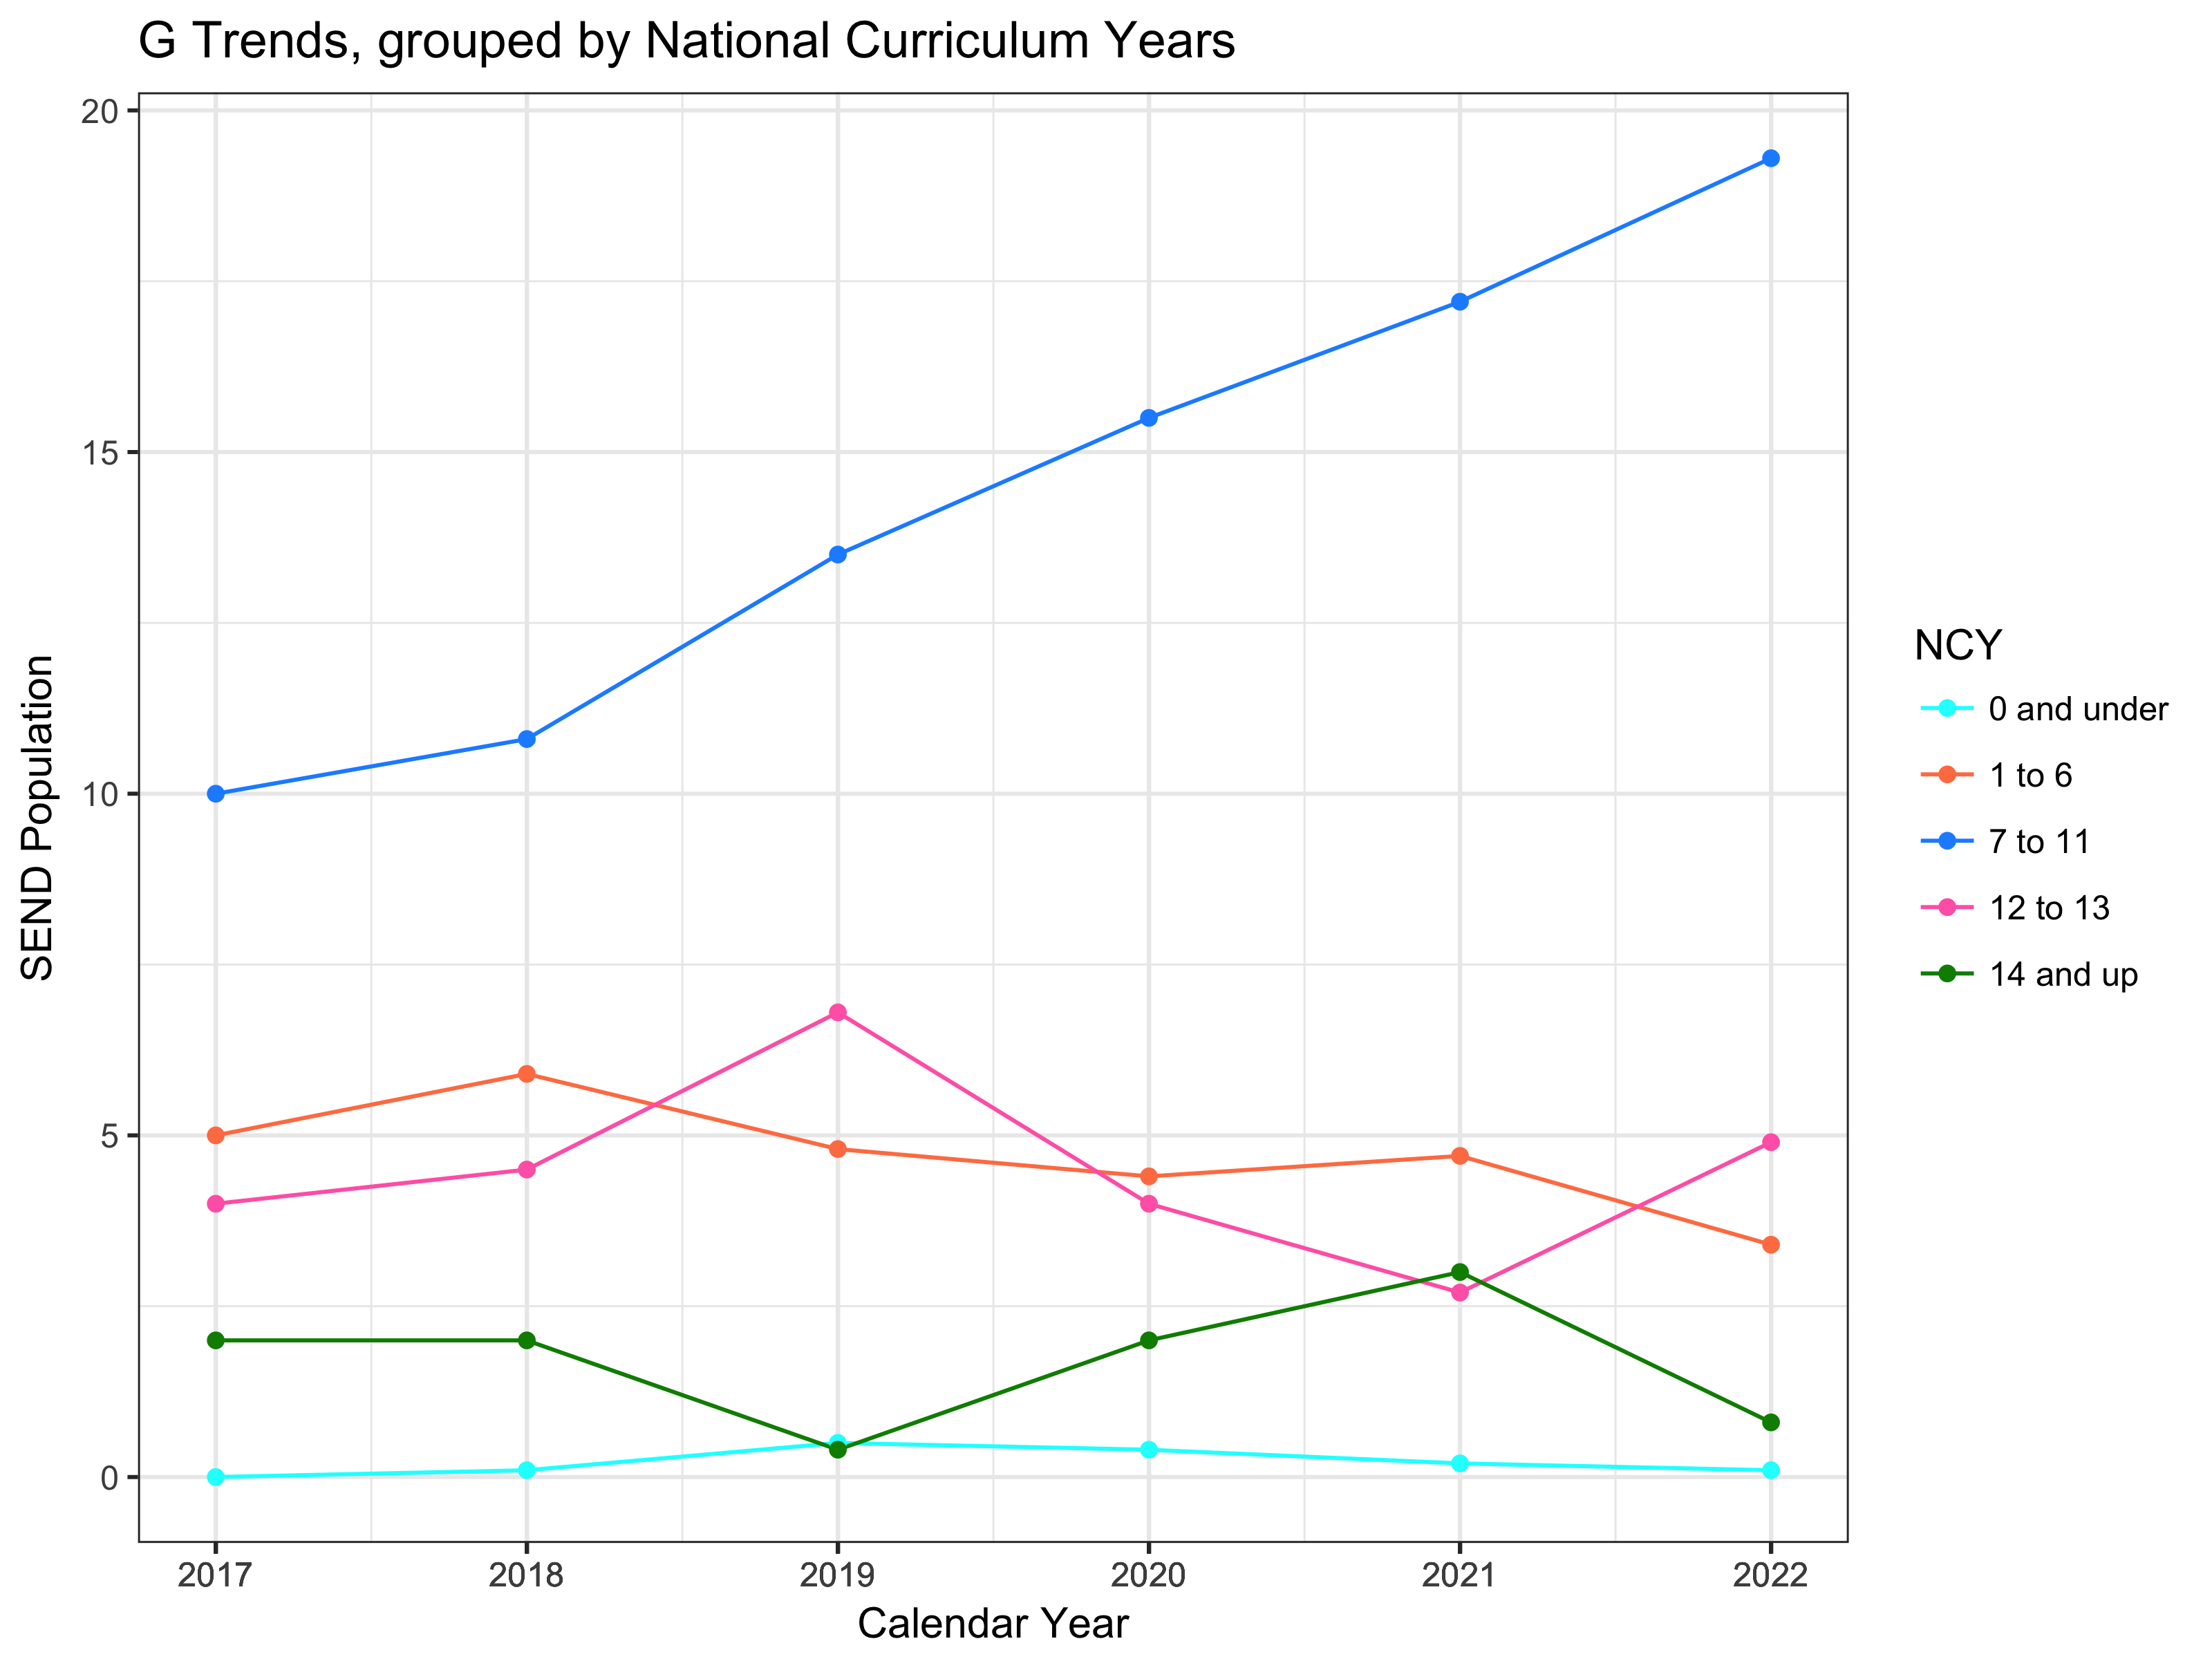 G Trends, grouped by National Curriculum Years
20
15
10
5
0
SEND Population
2017 2018 2019 2020 2021 2022
Calendar Year
NCY
0 and under
1 to 6
7 to 11
12 to 13
14 and up